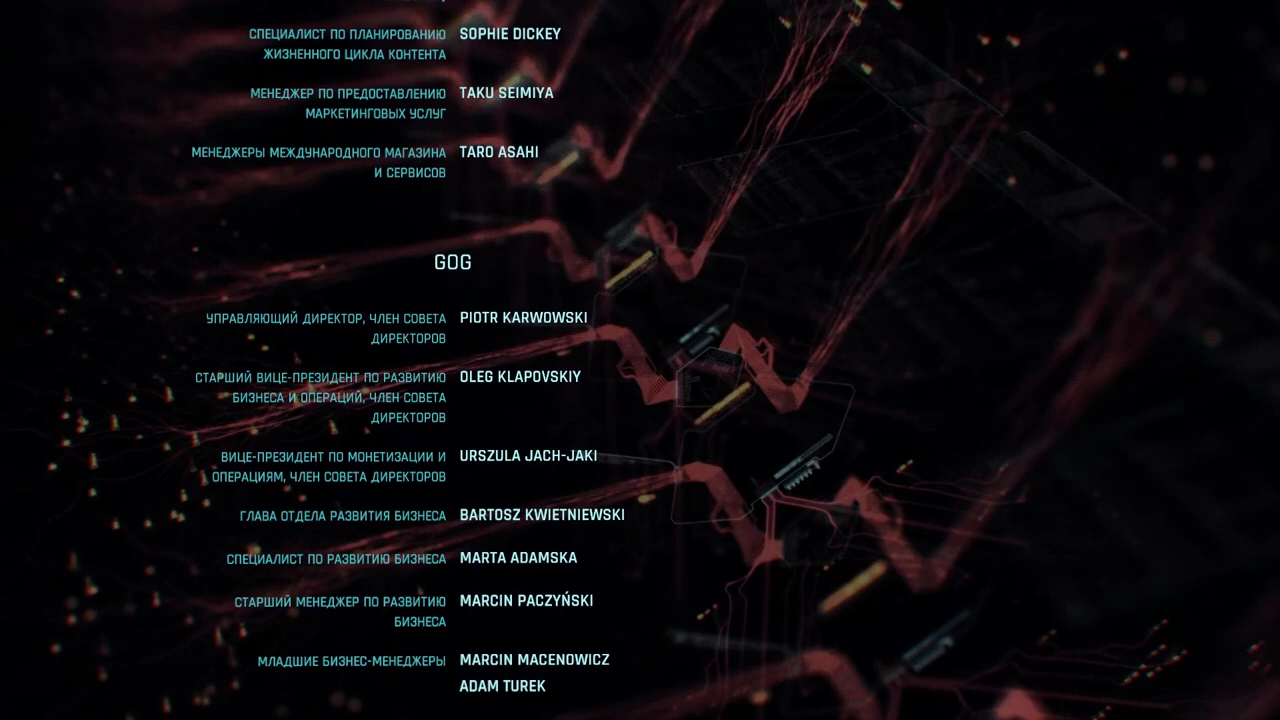 СПЕЦИАЛИСТ ПО ПЛАНИРОВАНИЮ SOPHIE DICKEY
ЖИЗНЕННОГО ЦИКЛА КОНТЕНТА
МЕНЕДЖЕР ПО ПРЕДОСТАВЛЕНИЮ TAKU SEIMIYA
МАРКЕТИНГОВЫХ УСЛУГ
МЕНЕДЖЕРЫ МЕЖДУНАРОДНОГО МАГАЗИНА TARO ASAHI
И СЕРВИСОВ
GOG
УПРАВЛЯЮЩИЙ ДИРЕКТОР, ЧЛЕН СОВЕТА PIOTR KARWOWSKI
ДИРЕКТОРОВ
СТАРШИЙ ВИЦЕ-ПРЕЗИДЕНТ ПО РАЗВИТИЮ OLEG KLAPOVSKIY
БИЗНЕСА И ОПЕРАЦИЙ, ЧЛЕН СОВЕТА
ДИРЕКТОРОВ
ВИЦЕ-ПРЕЗИДЕНТ ПО МОНЕТИЗАЦИИ И URSZULA JACH-JAKI
ОПЕРАЦИЯМ, ЧЛЕН СОВЕТА ДИРЕКТОРОВ
ГЛАВА ОТДЕЛА РАЗВИТИЯ БИЗНЕСА BARTOSZ KWIETNIEWSKI
СПЕЦИАЛИСТ ПО РАЗВИТИЮ БИЗНЕСА MARTA ADAMSKA
СТАРШИЙ МЕНЕДЖЕР ПО РАЗВИТИЮ MARCIN PACZYŃSKI
БИЗНЕСА
МЛАДШИЕ БИЗНЕС-МЕНЕДЖЕРЫ MARCIN MACENOWICZ
ADAM TUREK